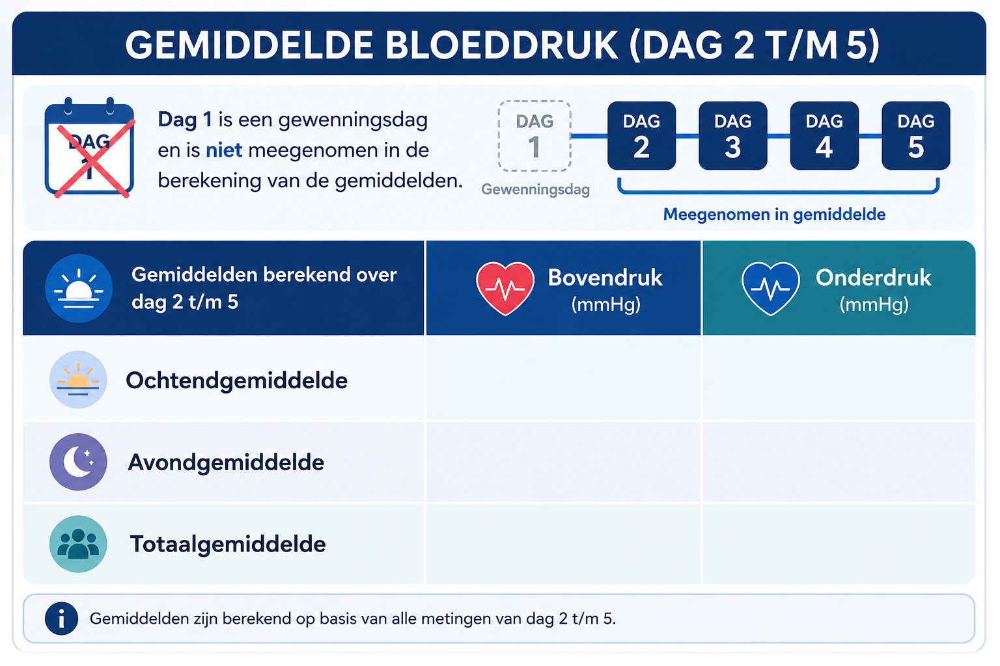 GEMIDDELDE BLOEDDRUK (DAG 2 T/M 5)
DAG
1
Dag 1 is een gewenningsdag
en is niet meegenomen in de
berekening van de gemiddelden.
DAG
1
Gewenningsdag
DAG
2
DAG
3
DAG
4
DAG
5
Meegenomen in gemiddelde
Gemiddelden berekend over
dag 2 t/m 5
Bovendruk
(mmHg)
Onderdruk
(mmHg)
Ochtendgemiddelde
Avondgemiddelde
Totaalgemiddelde
i
Gemiddelden zijn berekend op basis van alle metingen van dag 2 t/m 5.